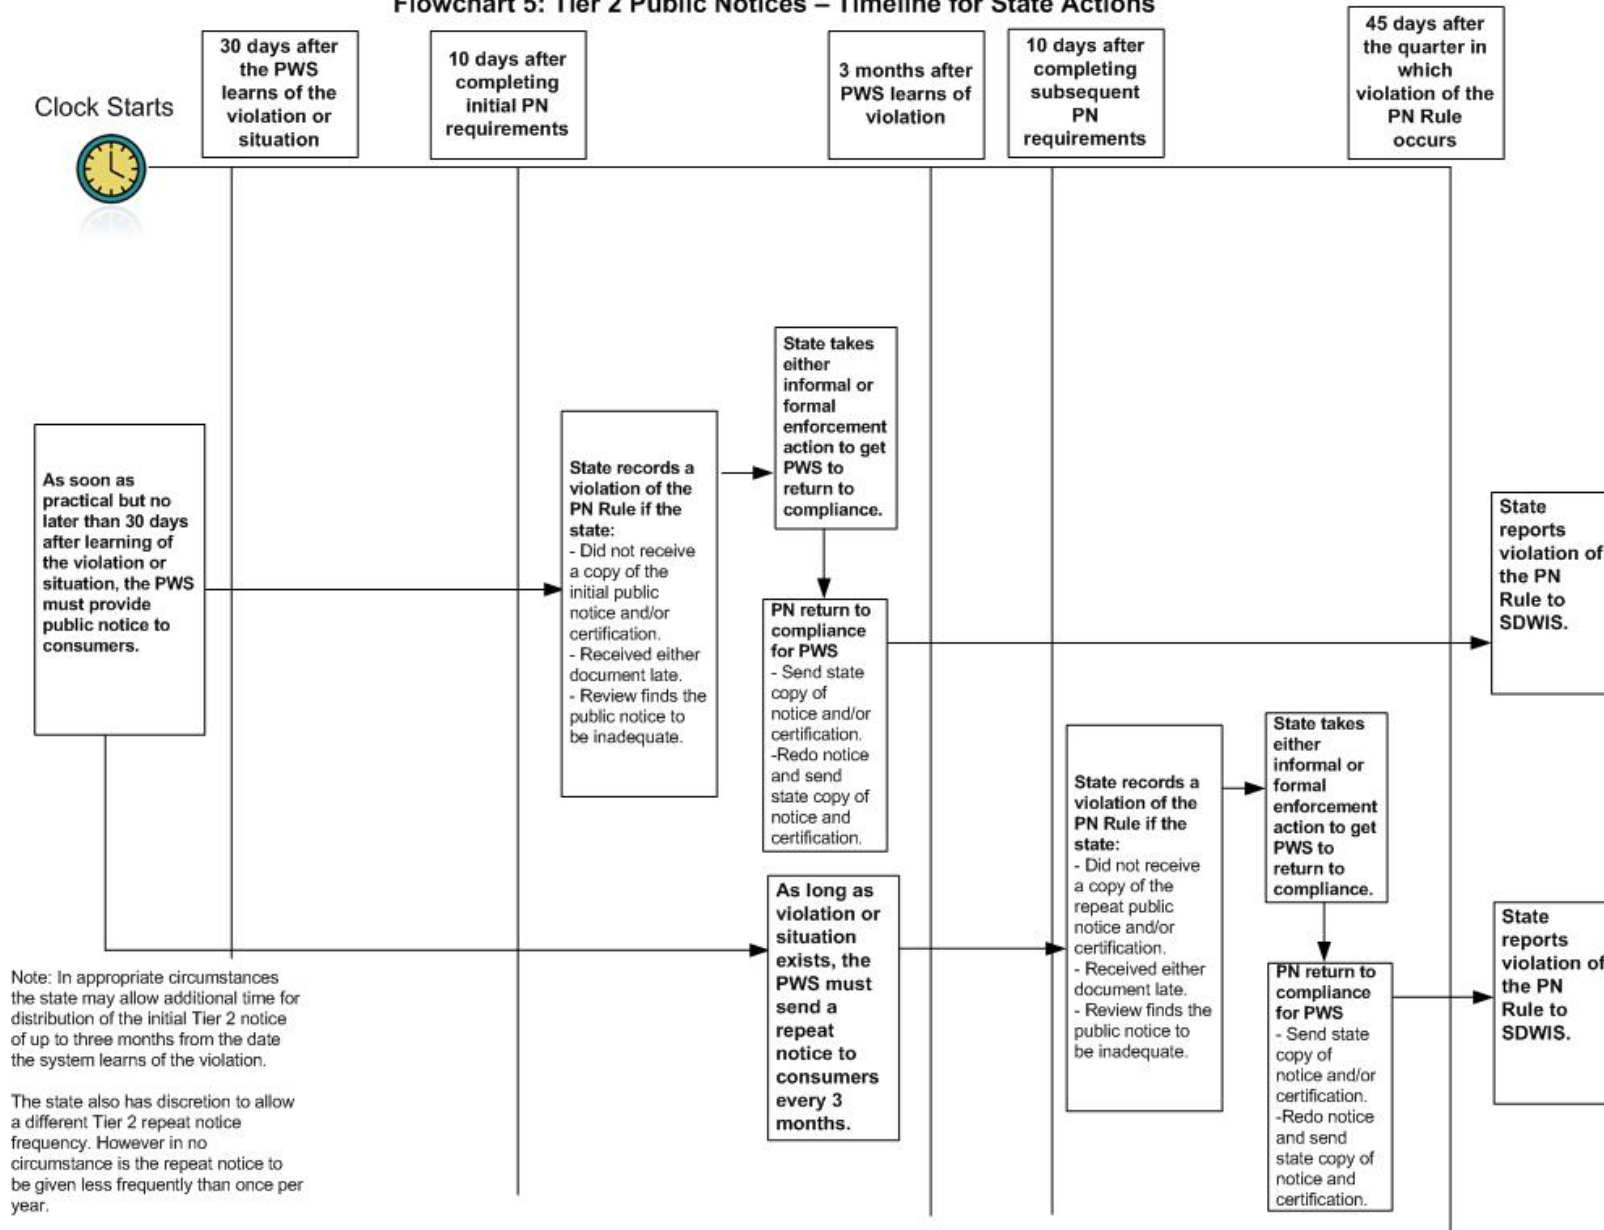 Flowchart 5: Tier 2 Public Notices – Timeline for State Actions
Clock Starts
30 days after
the PWS
learns of the
violation or
situation
10 days after
completing
initial PN
requirements
3 months after
PWS learns of
violation
10 days after
completing
subsequent
PN
requirements
45 days after
the quarter in
which
violation of the
PN Rule
occurs
As soon as
practical but no
later than 30 days
after learning of
the violation or
situation, the PWS
must provide
public notice to
consumers.
State records a
violation of the
PN Rule if the
state:
- Did not receive
a copy of the
initial public
notice and/or
certification.
- Received either
document late.
- Review finds the
public notice to
be inadequate.
State takes
either
informal or
formal
enforcement
action to get
PWS to
return to
compliance.
PN return to
compliance
for PWS
- Send state
copy of
notice and/or
certification.
-Redo notice
and send
state copy of
notice and
certification.
State
reports
violation of
the PN
Rule to
SDWIS.
As long as
violation or
situation
exists, the
PWS must
send a
repeat
notice to
consumers
every 3
months.
State records a
violation of the
PN Rule if the
state:
- Did not receive
a copy of the
repeat public
notice and/or
certification.
- Received either
document late.
- Review finds the
public notice to
be inadequate.
State takes
either
informal or
formal
enforcement
action to get
PWS to
return to
compliance.
PN return to
compliance
for PWS
- Send state
copy of
notice and/or
certification.
-Redo notice
and send
state copy of
notice and
certification.
State
reports
violation of
the PN
Rule to
SDWIS.
Note: In appropriate circumstances
the state may allow additional time for
distribution of the initial Tier 2 notice
of up to three months from the date
the system learns of the violation.
The state also has discretion to allow
a different Tier 2 repeat notice
frequency. However in no
circumstance is the repeat notice to
be given less frequently than once per
year.